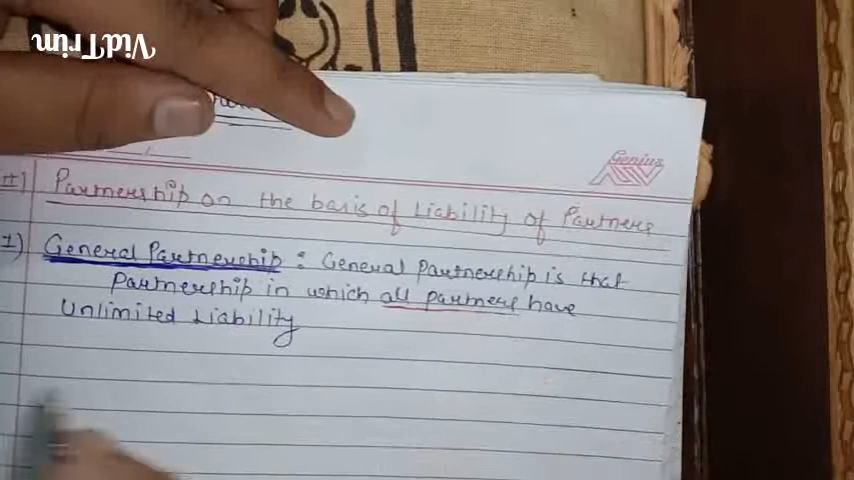 VidTrim
Genius
II) Partnership on the basis of Liability of Partners
1) General Partnership : General Partnership is that
Partnership in which all partners have
Unlimited Liability